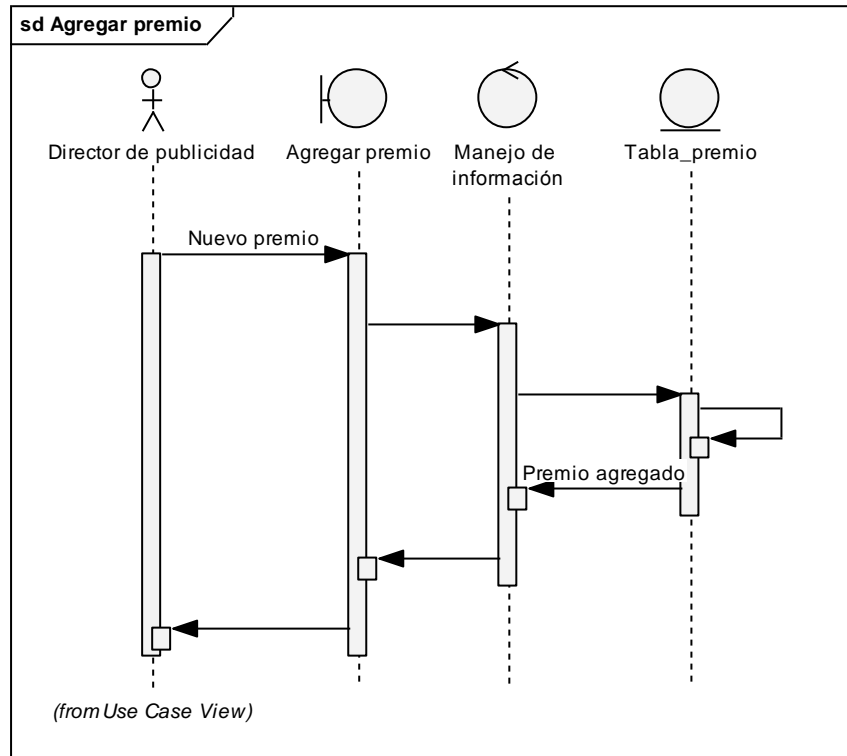 sd Agregar premio
Director de publicidad
Agregar premio
Manejo de
información
Tabla_premio
Nuevo premio
Premio agregado
(from Use Case View)